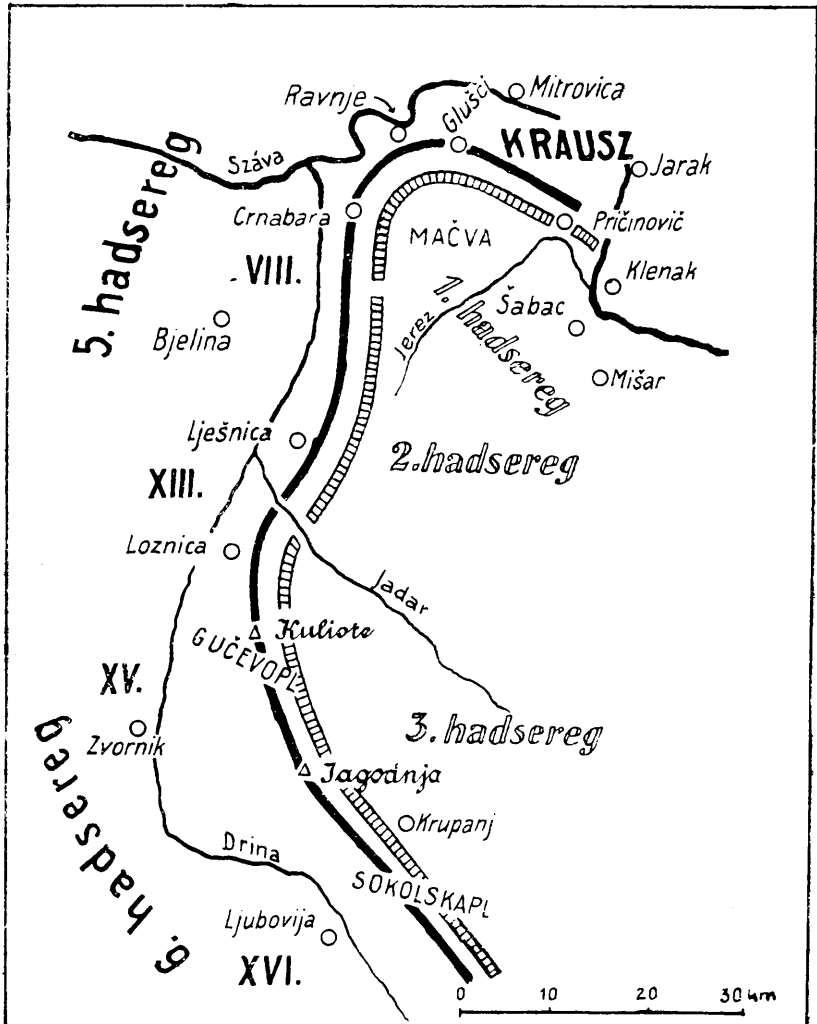 Mitrovica
Ravnje
Glušci
KRAUSZ
Jarak
Száva
5. hadsereg
Crnabara
Pričinović
MAČVA
VIII.
Klenak
1. hadsereg
Šabac
Bjelina
Jerez
Mišar
Lješnica
2. hadsereg
XIII.
Loznica
Jadar
Kuliste
GUČEVOPL
XV.
3. hadsereg
Zvornik
6. hadsereg
Jagodnja
Krupanj
Drina
SOKOLSKAPL
Ljubovija
XVI.
0 10 20 30 km